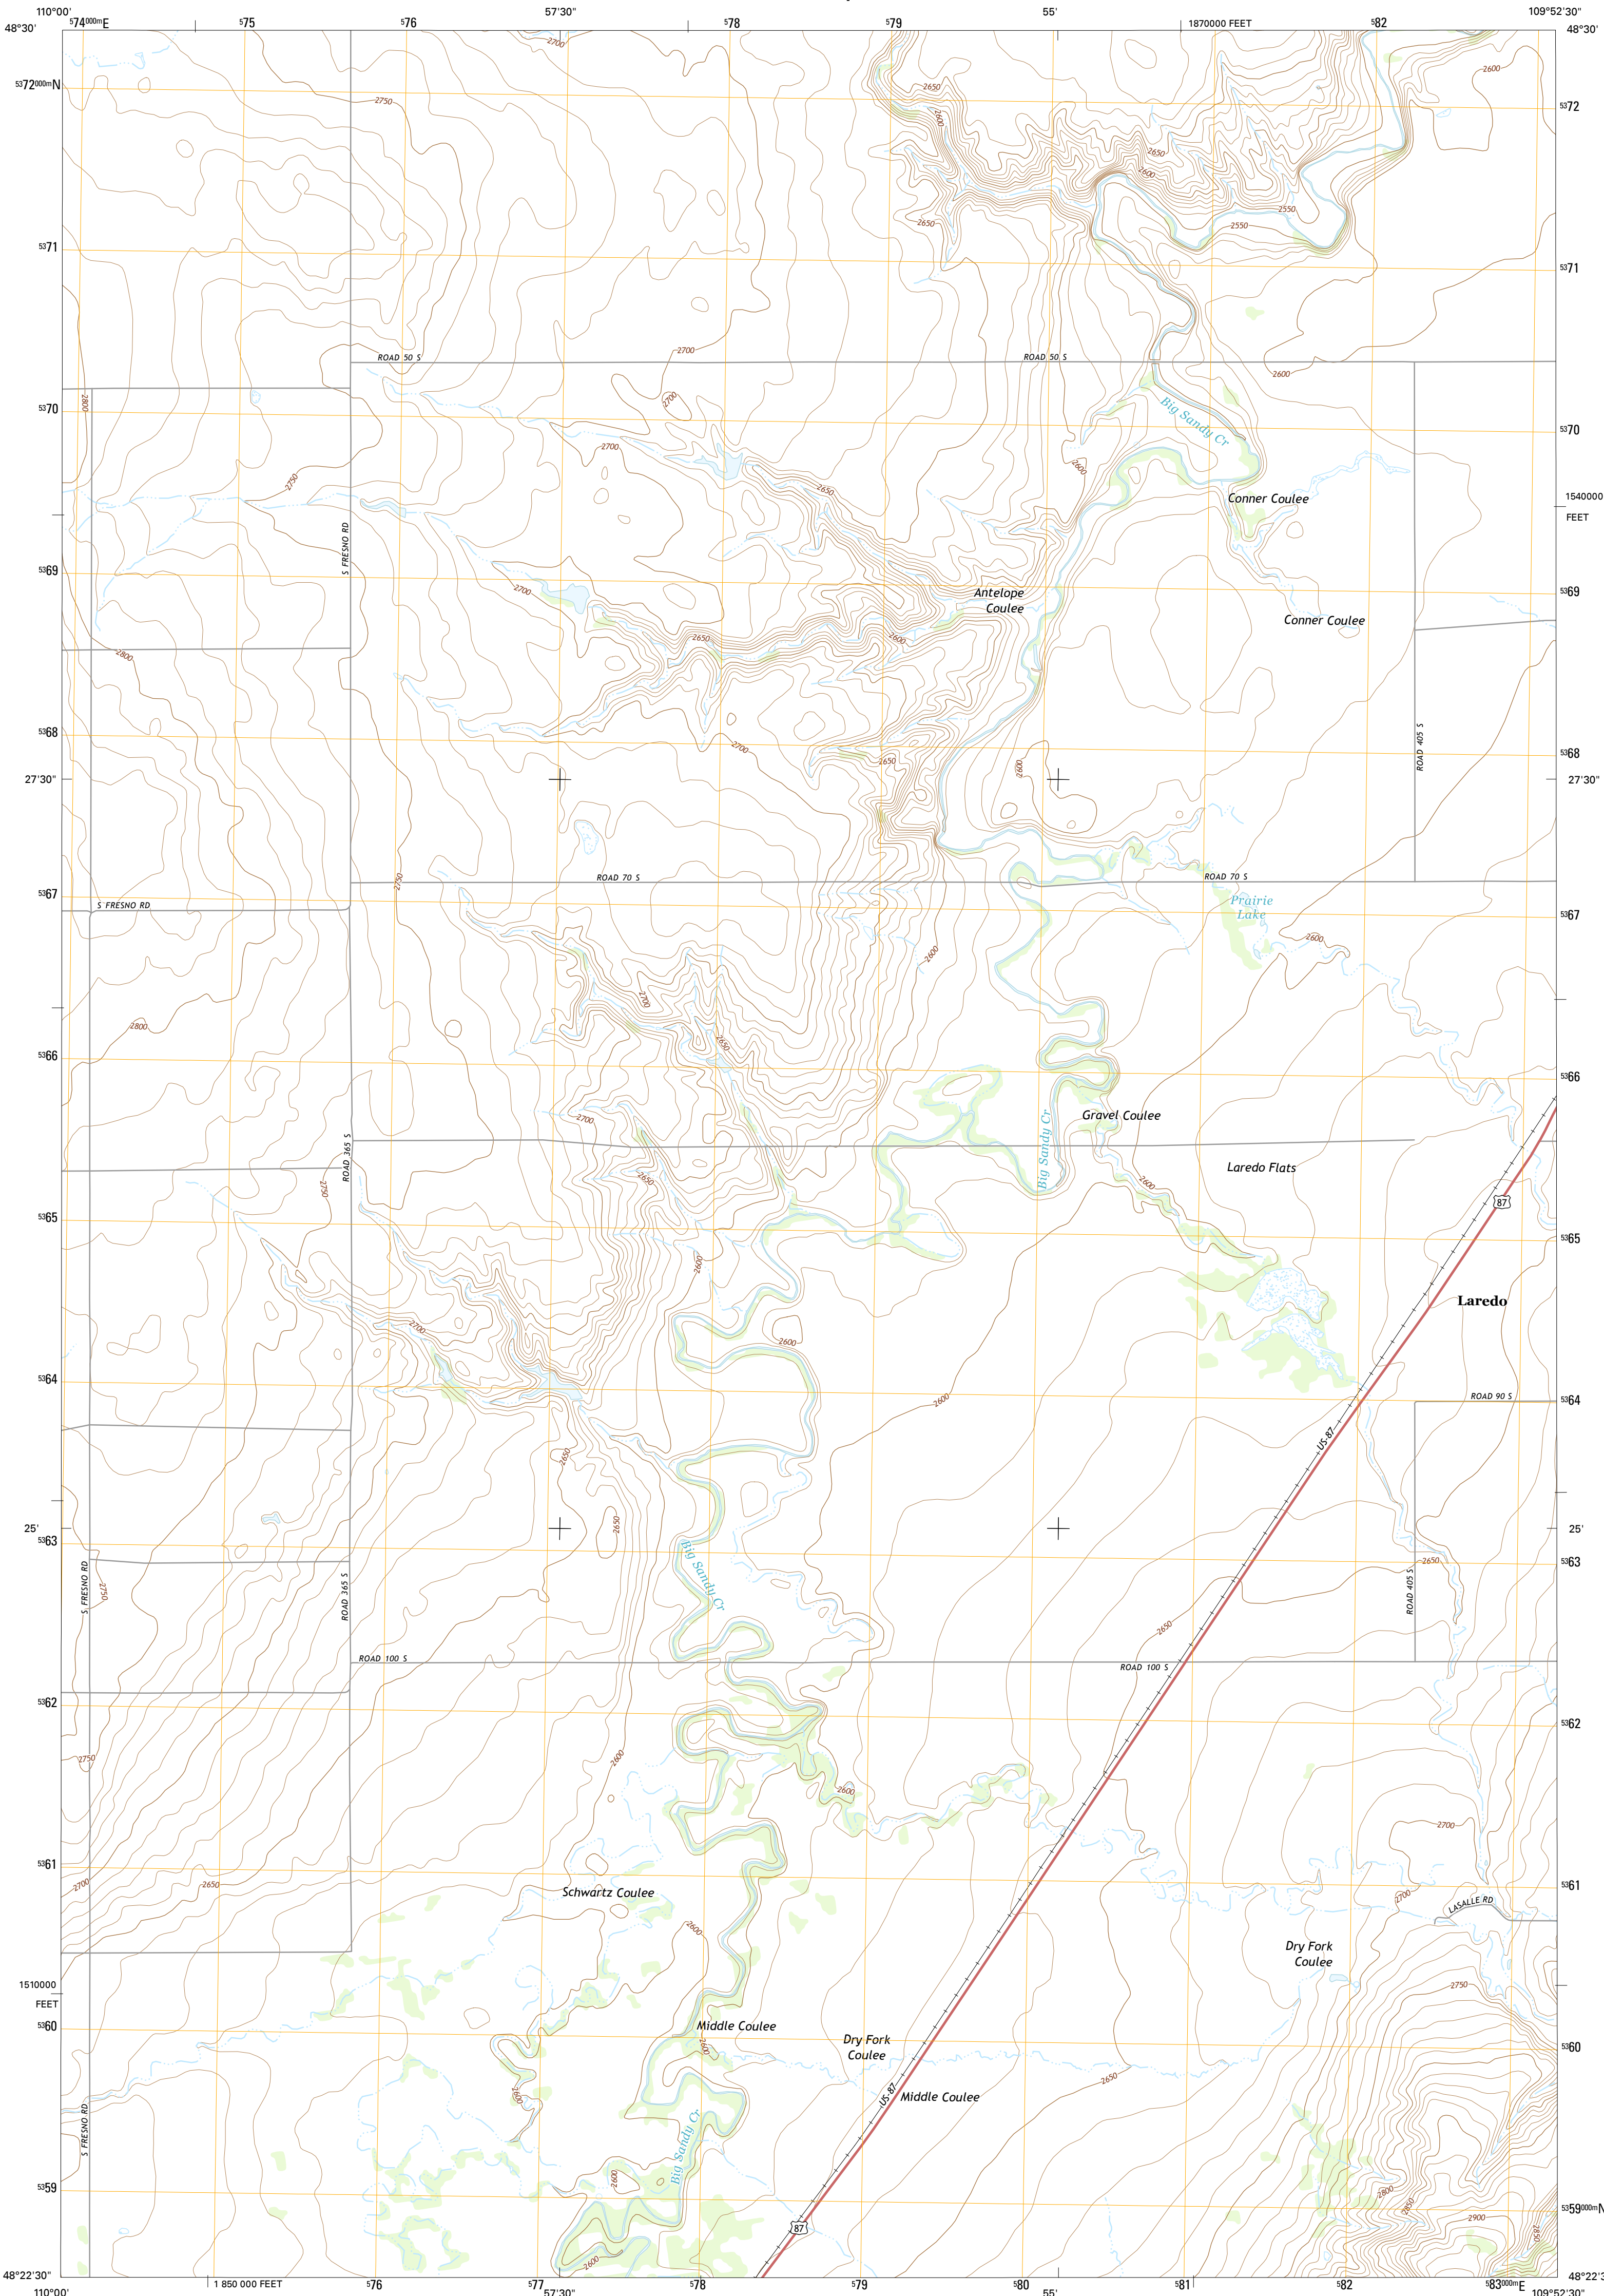 110°00'
574000mE
575
576
57'30"
578
579
55'
1870000 FEET
582
109°52'30"
48°30'
48°30'
5372000mN
2700
2750
2650
2600
2600
5372
2650
2600
2650
2550
2550
5371
5371
ROAD 50 S
2700
ROAD 50 S
2600
2800
5370
2700
Big Sandy Cr
5370
2700
2600
2750
2650
Conner Coulee
1540000
FEET
S FRESNO RD
5369
2700
Antelope
Coulee
5369
2650
2600
Conner Coulee
2800
5368
2700
2650
2600
ROAD 405 S
5368
27'30"
27'30"
2750
ROAD 70 S
ROAD 70 S
5367
S FRESNO RD
Prairie
Lake
5367
2600
2600
2700
2800
2650
5366
5366
2700
Gravel Coulee
Big Sandy Cr
ROAD 365 S
Laredo Flats
2650
2600
2750
87
5365
5365
2600
Laredo
2700
2600
5364
2600
ROAD 90 S
5364
US-87
2650
2650
25'
25'
5363
5363
2650
Big Sandy Cr
S FRESNO RD
2750
ROAD 365 S
ROAD 405 S
2650
ROAD 100 S
ROAD 100 S
5362
5362
2750
2600
2600
2700
5361
2700
2650
5361
Schwartz Coulee
2700
LASALLE RD
2600
Dry Fork
Coulee
1510000
FEET
2750
5360
Middle Coulee
Dry Fork
Coulee
2600
5360
2650
US-87
Middle Coulee
2600
S FRESNO RD
Big Sandy Cr
2600
5359
2800
2850
2900
2850
5359000mN
87
2600
48°22'30"
48°22'3
110°00'
1 850 000 FEET
576
577
57'30"
578
579
580
55'
581
582
583000mE
109°52'30"